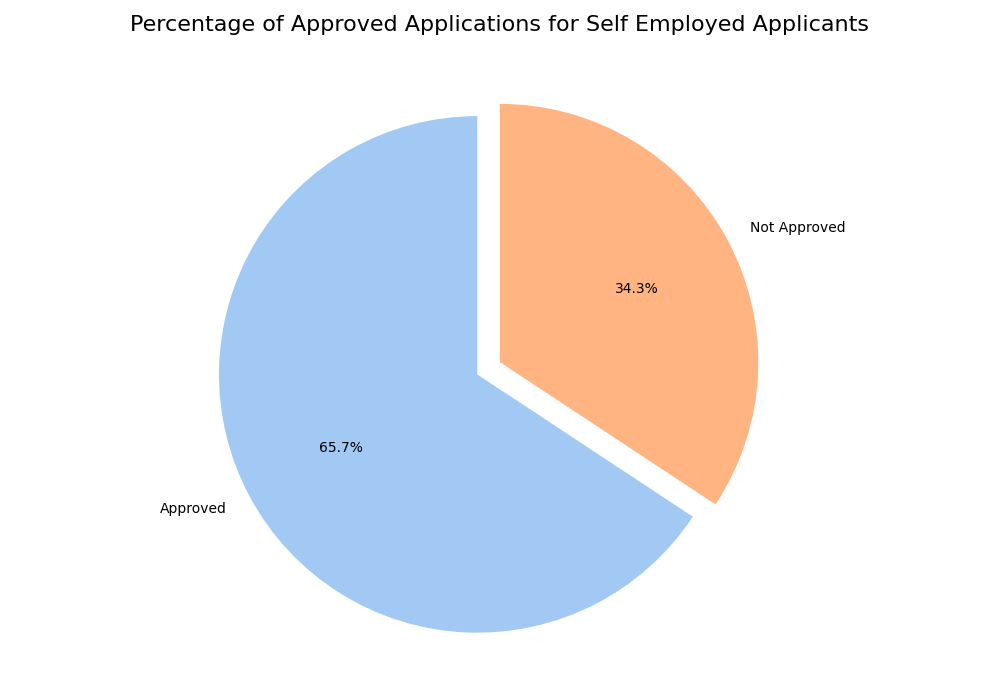 Percentage of Approved Applications for Self Employed Applicants
Not Approved
34.3%
65.7%
Approved